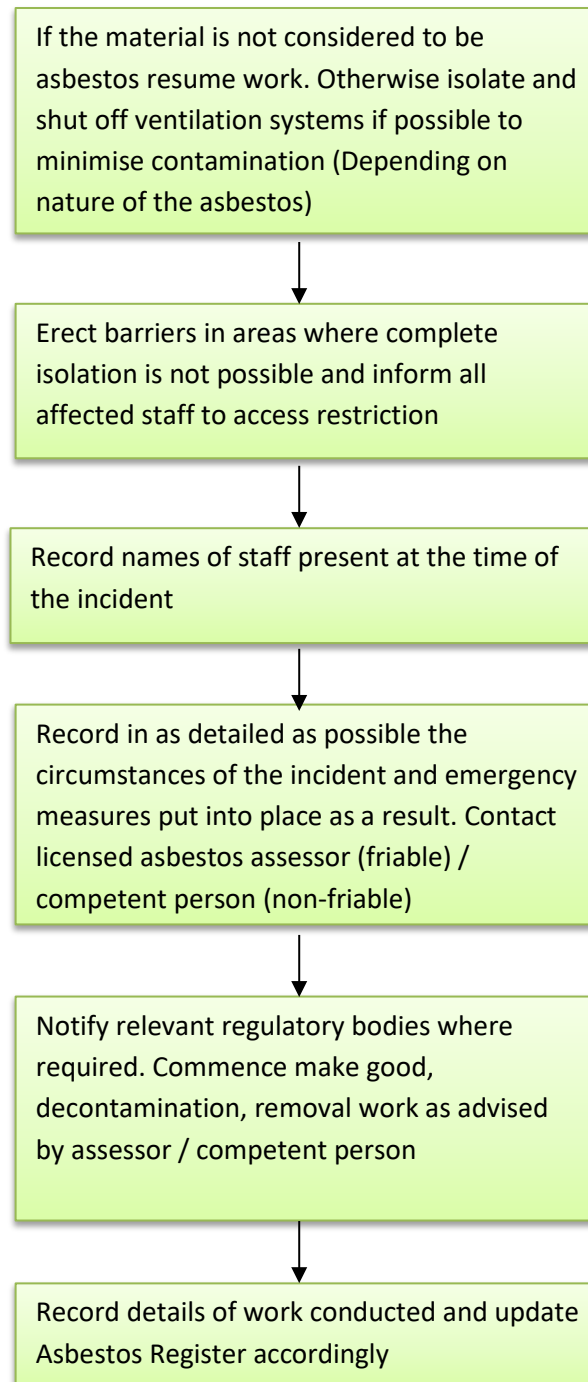 If the material is not considered to be
asbestos resume work. Otherwise isolate and
shut off ventilation systems if possible to
minimise contamination (Depending on
nature of the asbestos)
Erect barriers in areas where complete
isolation is not possible and inform all
affected staff to access restriction
Record names of staff present at the time of
the incident
Record in as detailed as possible the
circumstances of the incident and emergency
measures put into place as a result. Contact
licensed asbestos assessor (friable) /
competent person (non-friable)
Notify relevant regulatory bodies where
required. Commence make good,
decontamination, removal work as advised
by assessor / competent person
Record details of work conducted and update
Asbestos Register accordingly